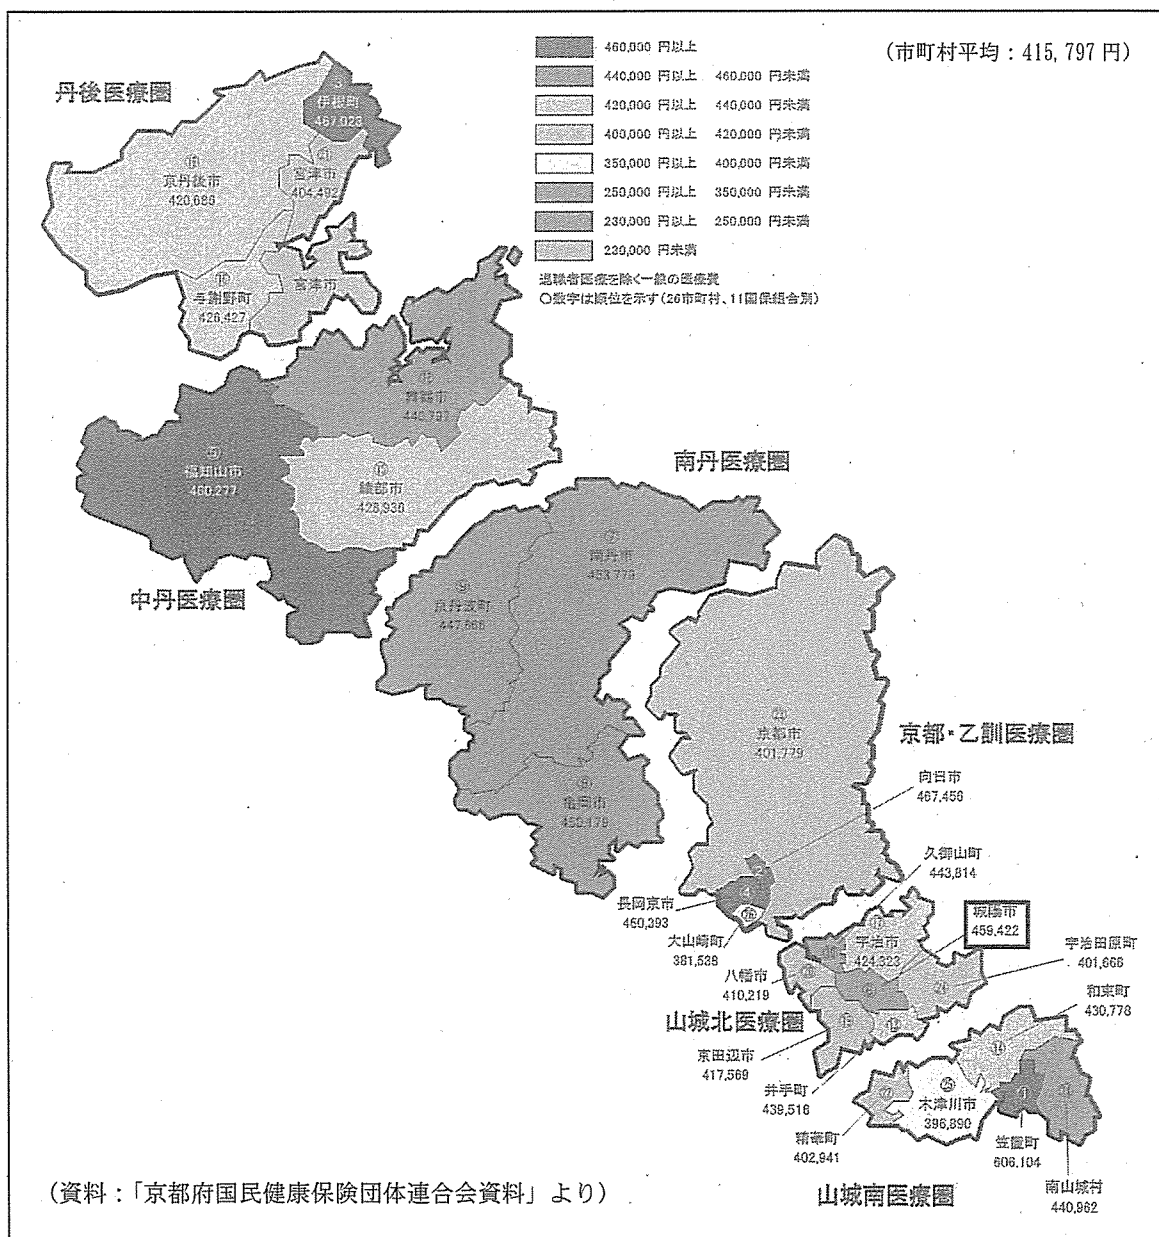 (市町村平均：415,797円)
460,000 円以上
440,000 円以上　460,000 円未満
420,000 円以上　440,000 円未満
400,000 円以上　420,000 円未満
350,000 円以上　400,000 円未満
250,000 円以上　350,000 円未満
230,000 円以上　250,000 円未満
230,000 円未満
退職者医療を除く一般の医療費
○数字は順位を示す(26市町村、11国保組合別)
丹後医療圏
伊根町
京丹後市
宮津市
与謝野町
426,427
宮津市
舞鶴市
福知山市
460,277
綾部市
中丹医療圏
南丹医療圏
⑦
南丹市
京丹波町
亀岡市
京都・乙訓医療圏
京都市
401,779
向日市
467,456
久御山町
443,814
長岡京市
460,393
大山崎町
381,538
城陽市
459,422
⑰
宇治市
424,323
宇治田原町
八幡市
410,219
和束町
430,778
山城北医療圏
京田辺市
417,569
井手町
439,516
⑭
㉕
木津川市
396,890
精華町
402,941
笠置町
606,104
南山城村
440,962
山城南医療圏
(資料：「京都府国民健康保険団体連合会資料」より)